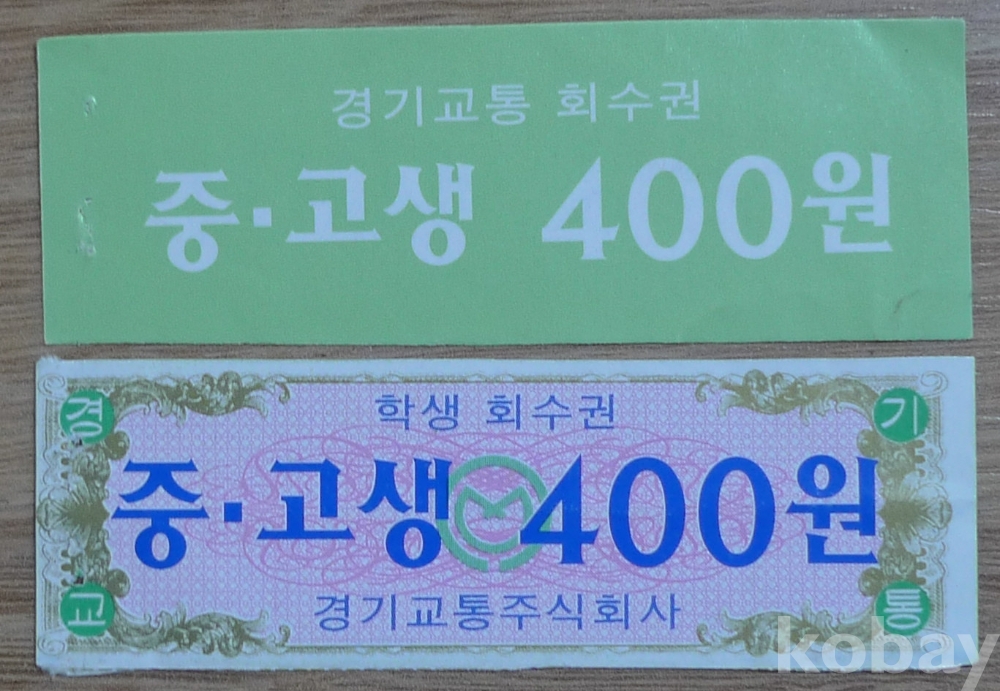 경기교통 회수권
중·고생 400원
경 기
학생 회수권
중·고생 400원
경기교통주식회사
교 통
kobay